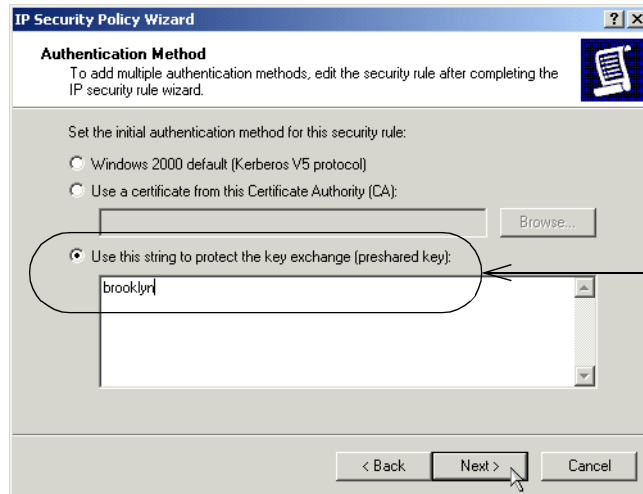 IP Security Policy Wizard
Authentication Method
To add multiple authentication methods, edit the security rule after completing the
IP security rule wizard.
Set the initial authentication method for this security rule:
Windows 2000 default (Kerberos V5 protocol)
Use a certificate from this Certificate Authority (CA):
Browse...
Use this string to protect the key exchange (preshared key):
brooklyn
< Back Next > Cancel